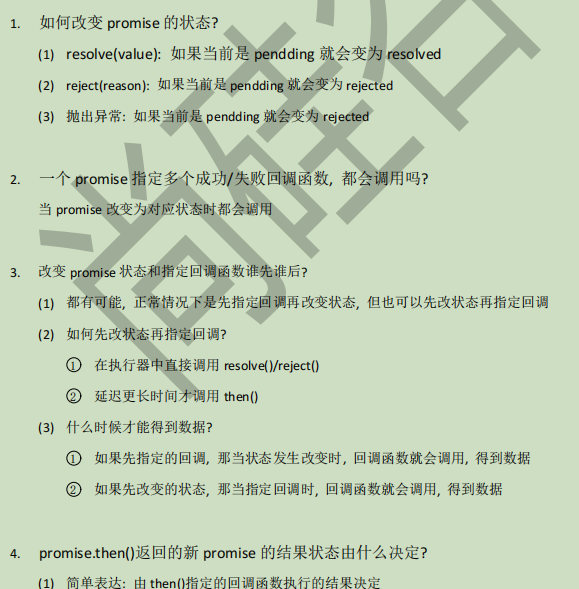 1. 如何改变 promise 的状态?
(1) resolve(value): 如果当前是 pendding 就会变为 resolved
(2) reject(reason): 如果当前是 pendding 就会变为 rejected
(3) 抛出异常: 如果当前是 pendding 就会变为 rejected
2. 一个 promise 指定多个成功/失败回调函数, 都会调用吗?
当 promise 改变为对应状态时都会调用
3. 改变 promise 状态和指定回调函数谁先谁后?
(1) 都有可能, 正常情况下是先指定回调再改变状态, 但也可以先改状态再指定回调
(2) 如何先改状态再指定回调?
① 在执行器中直接调用 resolve()/reject()
② 延迟更长时间才调用 then()
(3) 什么时候才能得到数据?
① 如果先指定的回调, 那当状态发生改变时, 回调函数就会调用, 得到数据
② 如果先改变的状态, 那当指定回调时, 回调函数就会调用, 得到数据
4. promise.then()返回的新 promise 的结果状态由什么决定?
(1) 简单表达: 由 then()指定的回调函数执行的结果决定
尚硅谷